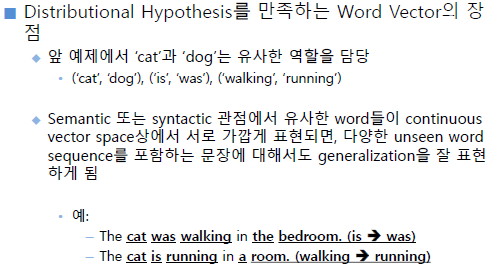 Distributional Hypothesis를 만족하는 Word Vector의 장
점
앞 예제에서 ‘cat’과 ‘dog’는 유사한 역할을 담당
(‘cat’, ‘dog’), (‘is’, ‘was’), (‘walking’, ‘running’)
Semantic 또는 syntactic 관점에서 유사한 word들이 continuous
vector space상에서 서로 가깝게 표현되면, 다양한 unseen word
sequence를 포함하는 문장에 대해서도 generalization을 잘 표현
하게 됨
예:
– The cat was walking in the bedroom. (is ➔ was)
– The cat is running in a room. (walking ➔ running)